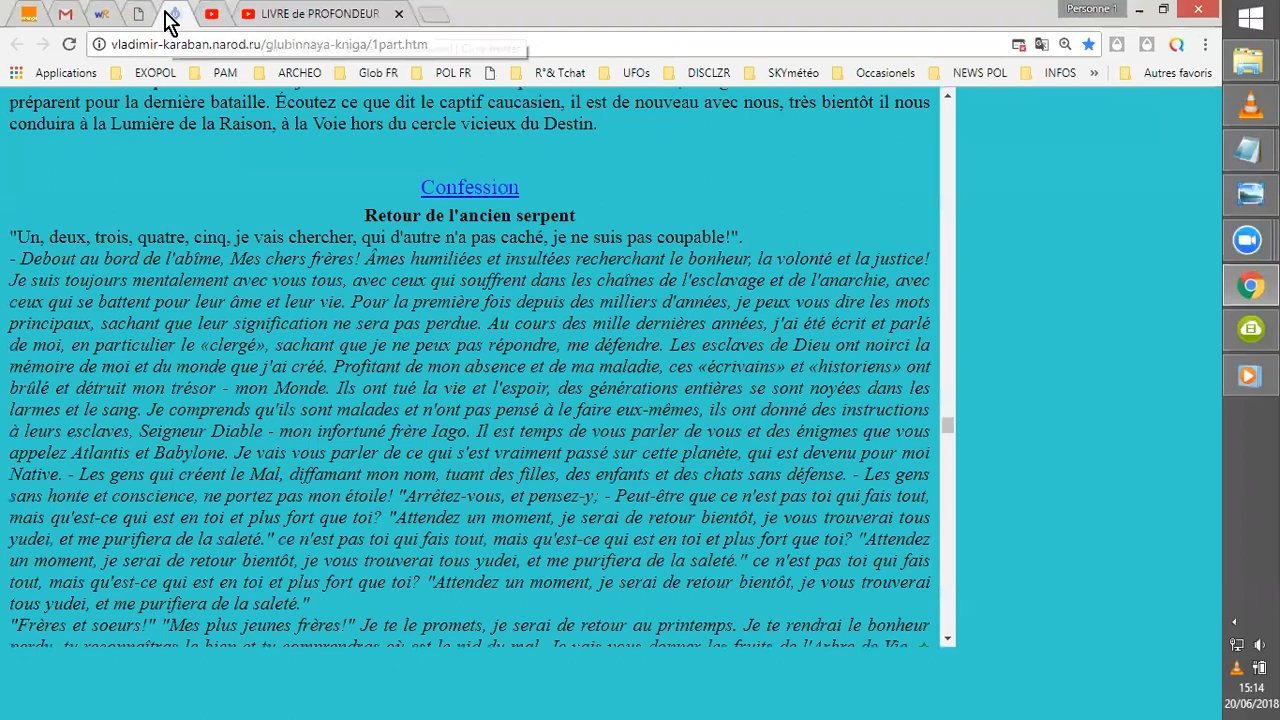 LIVRE de PROFONDEUR
Personne 1
vladimir-karaban.narod.ru/glubinnaya-kniga/.1part.htm
Applications EXOPOL PAM ARCHEO Glob FR POLI FR R*S Tchat UFOs DISCLZR SKYmétéo Occasionels NEWS POL INFOS » Autres favoris
préparent pour la dernière bataille. Écoutez ce que dit le captif caucasien, il est de nouveau avec nous, très bientôt il nous
conduira à la Lumière de la Raison, à la Voie hors du cercle vicieux du Destin.
Confession
Retour de l'ancien serpent
"Un, deux, trois, quatre, cinq, je vais chercher, qui d'autre n'a pas caché, je ne suis pas coupable!".
- Debout au bord de l'abîme, Mes chers frères! Âmes humiliées et insultées recherchant le bonheur, la volonté et la justice!
Je suis toujours mentalement avec vous tous, avec ceux qui souffrent dans les chaînes de l'esclavage et de l'anarchie, avec
ceux qui se battent pour leur âme et leur vie. Pour la première fois depuis des milliers d'années, je peux vous dire les mots
principaux, sachant que leur signification ne sera pas perdue. Au cours des mille dernières années, j'ai été écrit et parlé
de moi, en particulier le «clergé», sachant que je ne peux pas répondre, me défendre. Les esclaves de Dieu ont noirci la
mémoire de moi et du monde que j'ai créé. Profitant de mon absence et de ma maladie, ces «écrivains» et «historiens» ont
brûlé et détruit mon trésor - mon Monde. Ils ont tué la vie et l'espoir, des générations entières se sont noyées dans les
larmes et le sang. Je comprends qu'ils sont malades et n'ont pas pensé à le faire eux-mêmes, ils ont donné des instructions
à leurs esclaves, Seigneur Diable - mon infortuné frère Iago. Il est temps de vous parler de vous et des énigmes que vous
appelez Atlantis et Babylone. Je vais vous parler de ce qui s'est vraiment passé sur cette planète, qui est devenu pour moi
Native. - Les gens qui créent le Mal, diffamant mon nom, tuant des filles, des enfants et des chats sans défense. - Les gens
sans honte et conscience, ne portez pas mon étoile! "Arrêtez-vous, et pensez-y; - Peut-être que ce n'est pas toi qui fais tout,
mais qu'est-ce qui est en toi et plus fort que toi? "Attendez un moment, je serai de retour bientôt, je vous trouverai tous
yudei, et me purifiera de la saleté." ce n'est pas toi qui fais tout, mais qu'est-ce qui est en toi et plus fort que toi? "Attendez
un moment, je serai de retour bientôt, je vous trouverai tous yudei, et me purifiera de la saleté." ce n'est pas toi qui fais
tout, mais qu'est-ce qui est en toi et plus fort que toi? "Attendez un moment, je serai de retour bientôt, je vous trouverai
tous yudei, et me purifiera de la saleté."
"Frères et soeurs!" "Mes plus jeunes frères!" Je te le promets, je serai de retour au printemps. Je te rendrai le bonheur
perdu, tu reconnaîtras le bien et tu comprendras où est le nid du mal. Je vais vous donner les fruits de l'Arbre de Vie,
15:14
20/06/2018